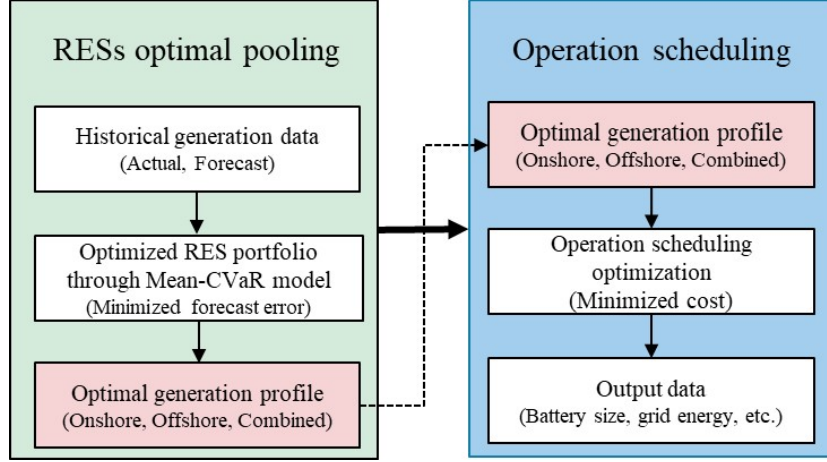 RESs optimal pooling
Historical generation data
(Actual, Forecast)
Optimized RES portfolio
through Mean-CVaR model
(Minimized forecast error)
Optimal generation profile
(Onshore, Offshore, Combined)
Operation scheduling
Optimal generation profile
(Onshore, Offshore, Combined)
Operation scheduling
optimization
(Minimized cost)
Output data
(Battery size, grid energy, etc.)